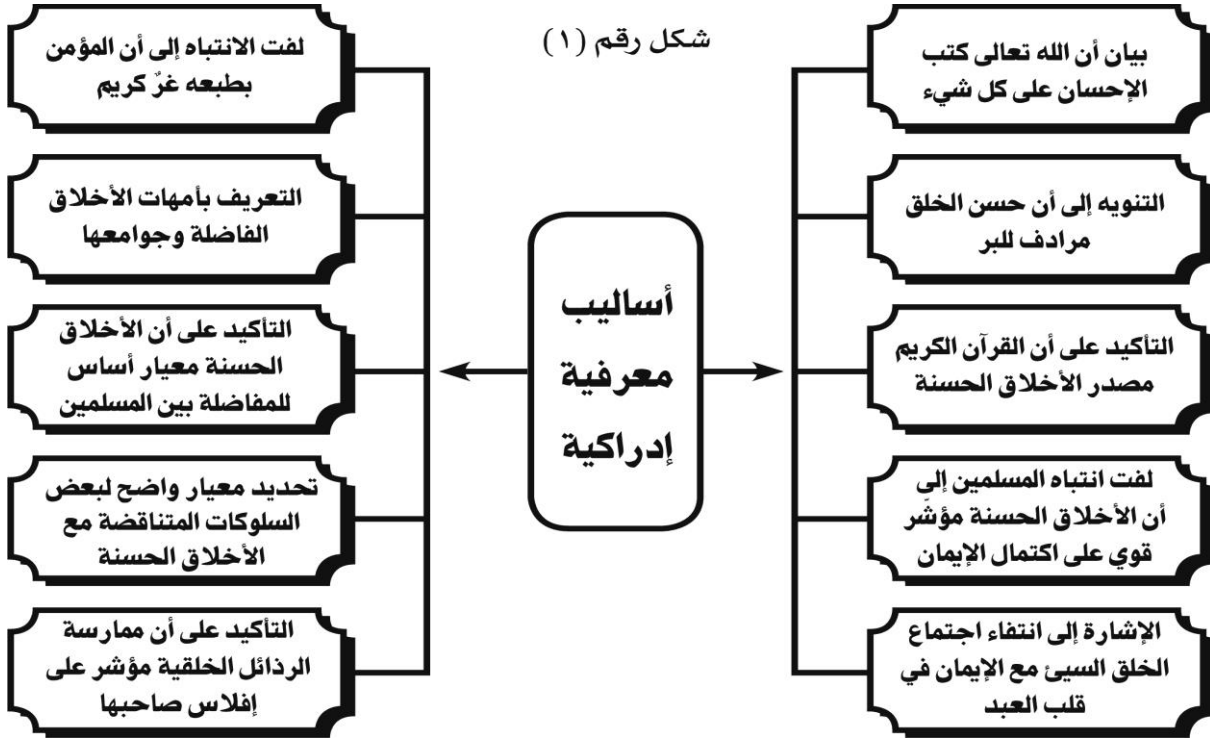 شكل رقم (١)
بيان أن الله تعالى كتب
الإحسان على كل شيء
التنويه إلى أن حسن الخلق
مرادف للبر
التأكيد على أن القرآن الكريم
مصدر الأخلاق الحسنة
لفت انتباه المسلمين إلى
أن الأخلاق الحسنة مؤشّر
قوي على اكتمال الإيمان
الإشارة إلى انتفاء اجتماع
الخلق السيئ مع الإيمان في
قلب العبد
أساليب
معرفية
إدراكية
لفت الانتباه إلى أن المؤمن
بطبعه غرٌ كريم
التعريف بأمهات الأخلاق
الفاضلة وجوامعها
التأكيد على أن الأخلاق
الحسنة معيار أساس
للمفاضلة بين المسلمين
تحديد معيار واضح لبعض
السلوكات المتناقضة مع
الأخلاق الحسنة
التأكيد على أن ممارسة
الرذائل الخلقية مؤشر على
إفلاس صاحبها